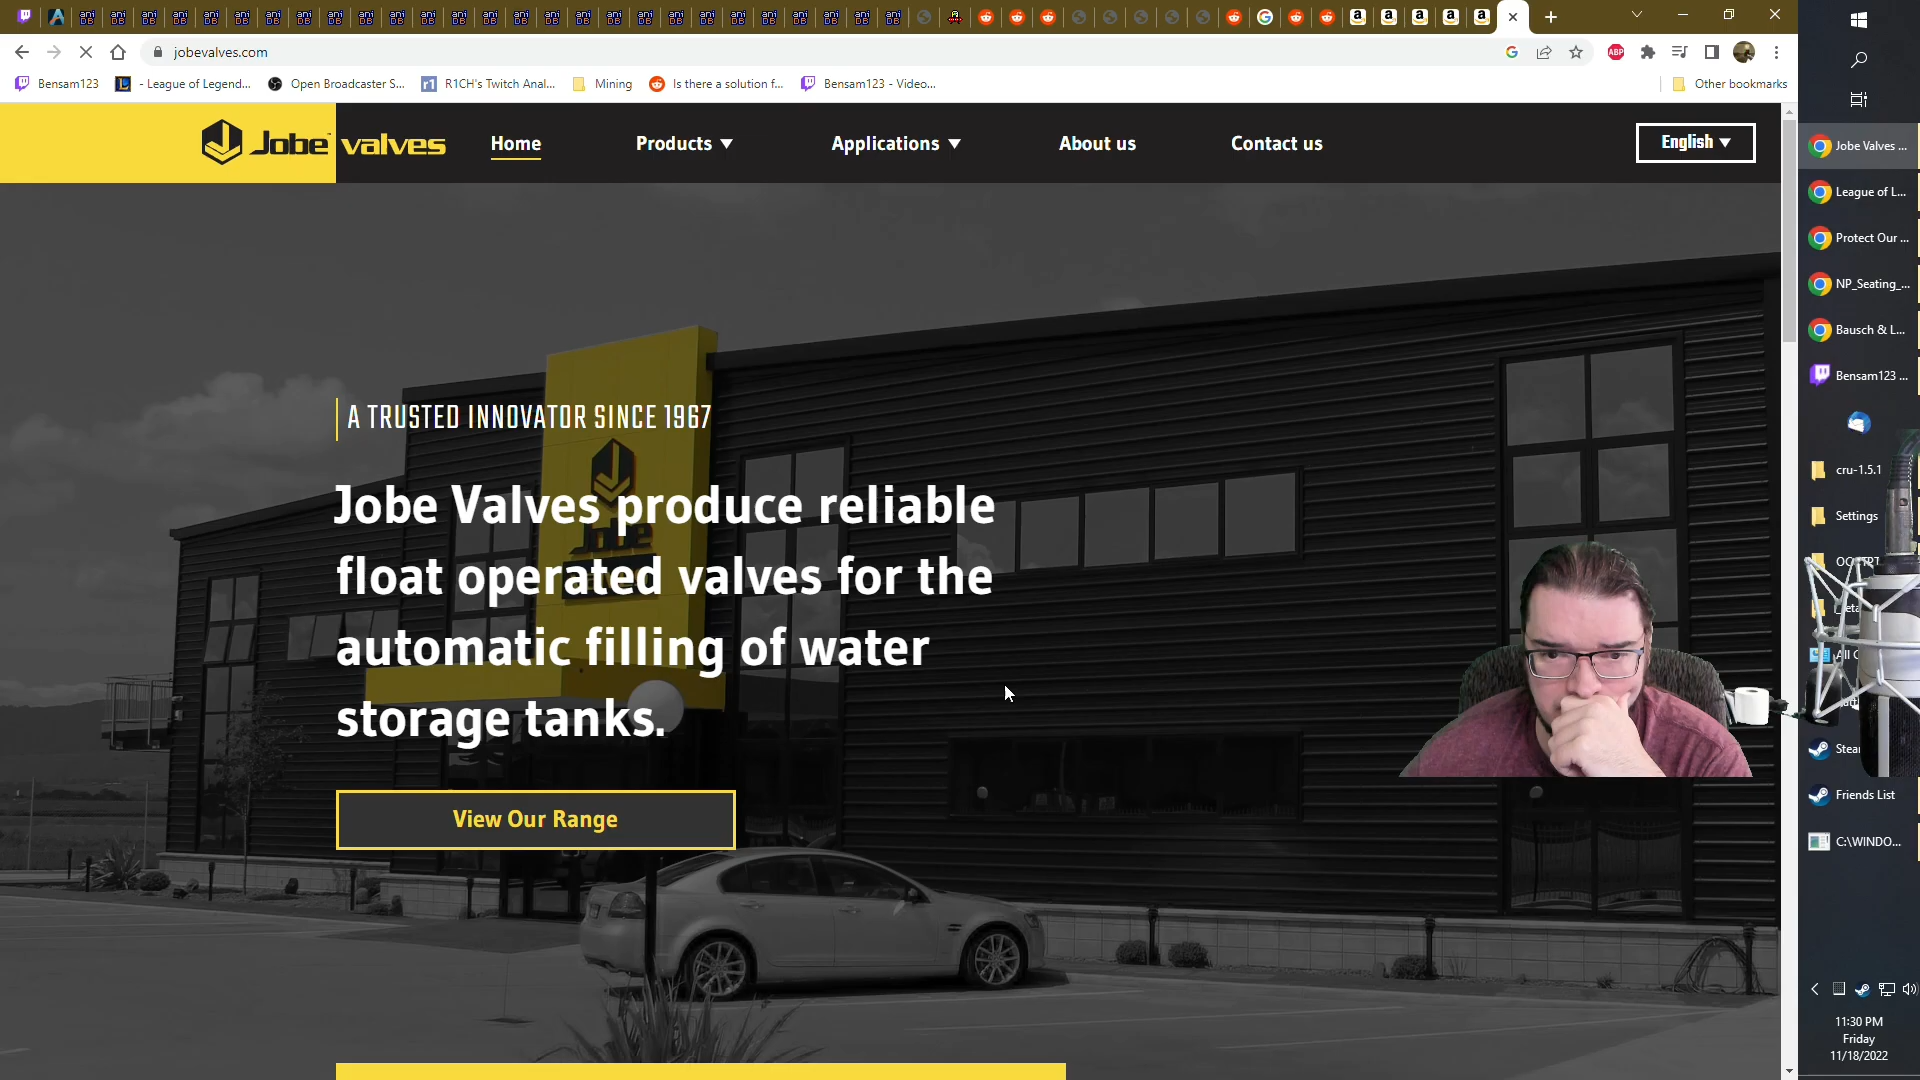 jobevalves.com
ABP
Bensam123
- League of Legend...
Open Broadcaster S...
r1
R1CH's Twitch Anal...
Mining
Is there a solution f...
Bensam123 - Video...
Other bookmarks
Jobe valves
Home
Products ▼
Applications ▼
About us
Contact us
English ▼
A TRUSTED INNOVATOR SINCE 1967
Jobe Valves produce reliable
float operated valves for the
automatic filling of water
storage tanks.
View Our Range
Jobe
Jobe Valves ...
League of L...
Protect Our ...
NP_Seating_...
Bausch & L...
Bensam123 ...
cru-1.5.1
Settings
Friends List
C:\WINDO...
11:30 PM
Friday
11/18/2022